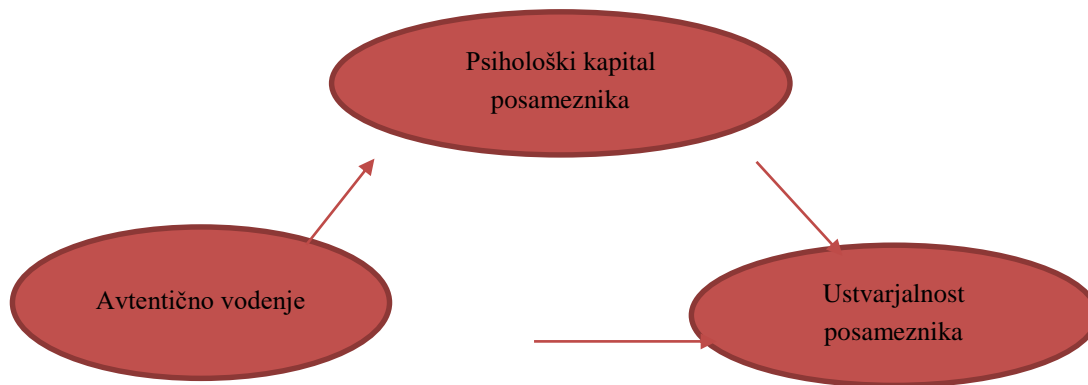 Psihološki kapital
posameznika
Avtentično vodenje
Ustvarjalnost
posameznika